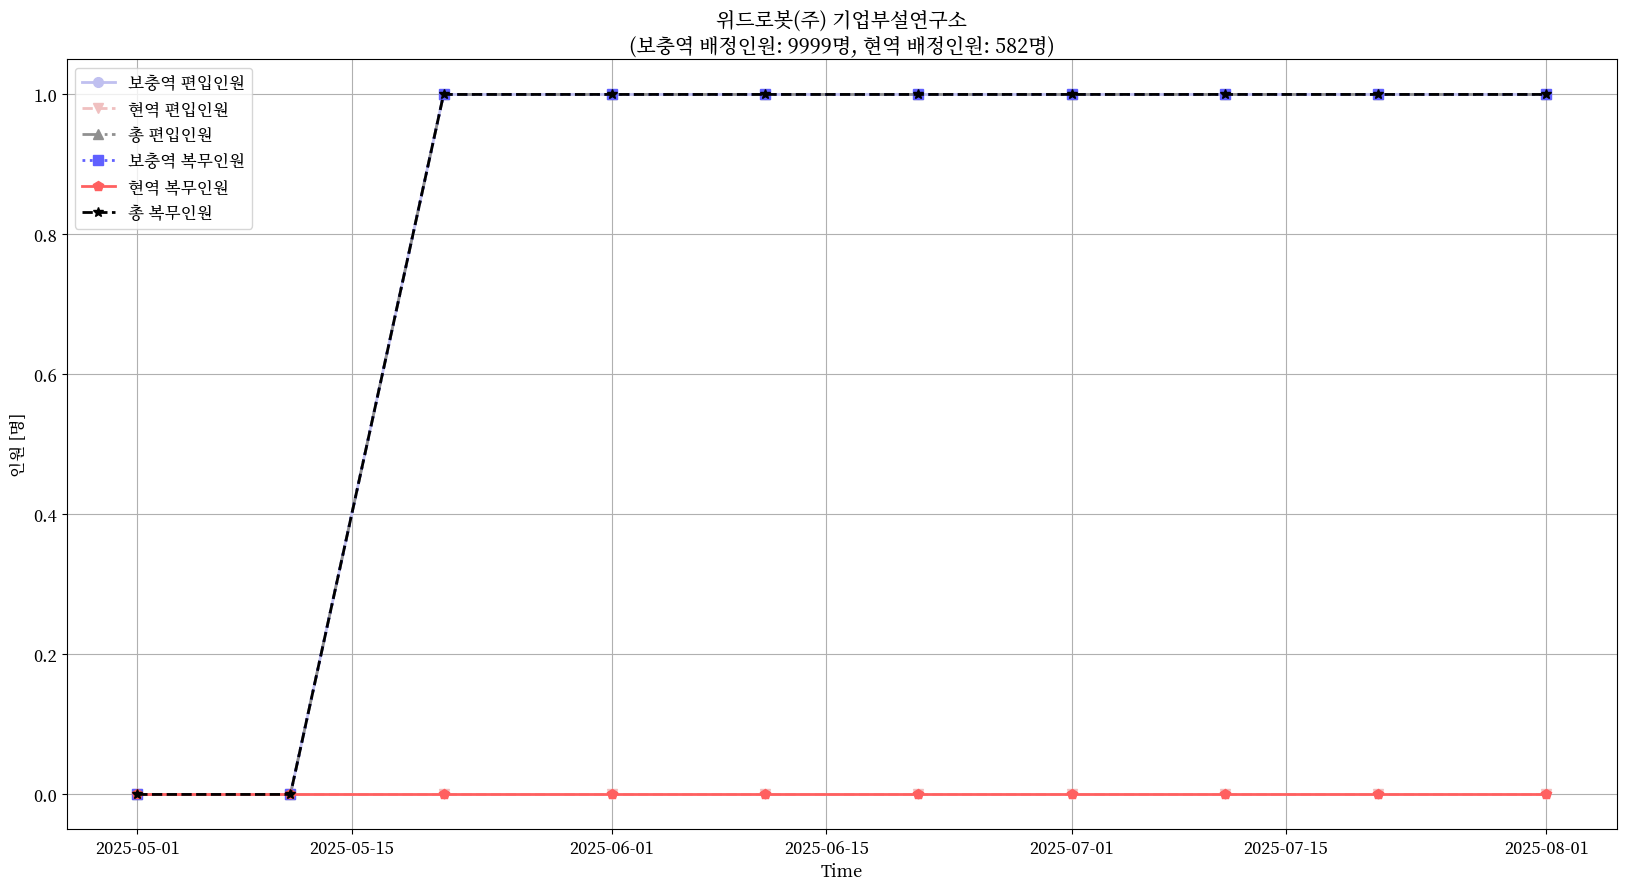 위드로봇(주) 기업부설연구소
(보충역 배정인원: 9999명, 현역 배정인원: 582명)
보충역 편입인원
현역 편입인원
총 편입인원
보충역 복무인원
현역 복무인원
총 복무인원
1.0
0.8
0.6
0.4
0.2
0.0
인원 [명]
2025-05-01 2025-05-15 2025-06-01 2025-06-15 2025-07-01 2025-07-15 2025-08-01
Time